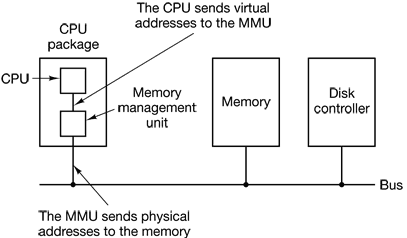 The CPU sends virtual
addresses to the MMU
CPU
package
CPU
Memory
management
unit
Memory
Disk
controller
Bus
The MMU sends physical
addresses to the memory